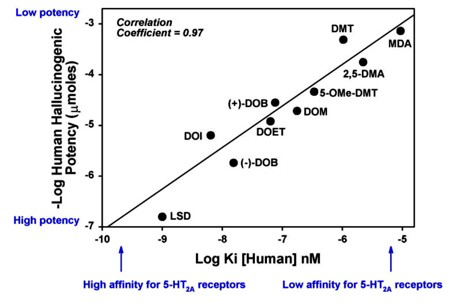 Low potency
-3
-4
-5
-6
-7
High potency
-Log Human Hallucinogenic
Potency (μmoles)
Correlation
Coefficient = 0.97
DMT
MDA
2,5-DMA
5-OMe-DMT
(+)-DOB
DOM
DOET
DOI
(-)-DOB
LSD
-10
-9
-8
-7
-6
-5
Log Ki [Human] nM
High affinity for 5-HT2A receptors
Low affinity for 5-HT2A receptors